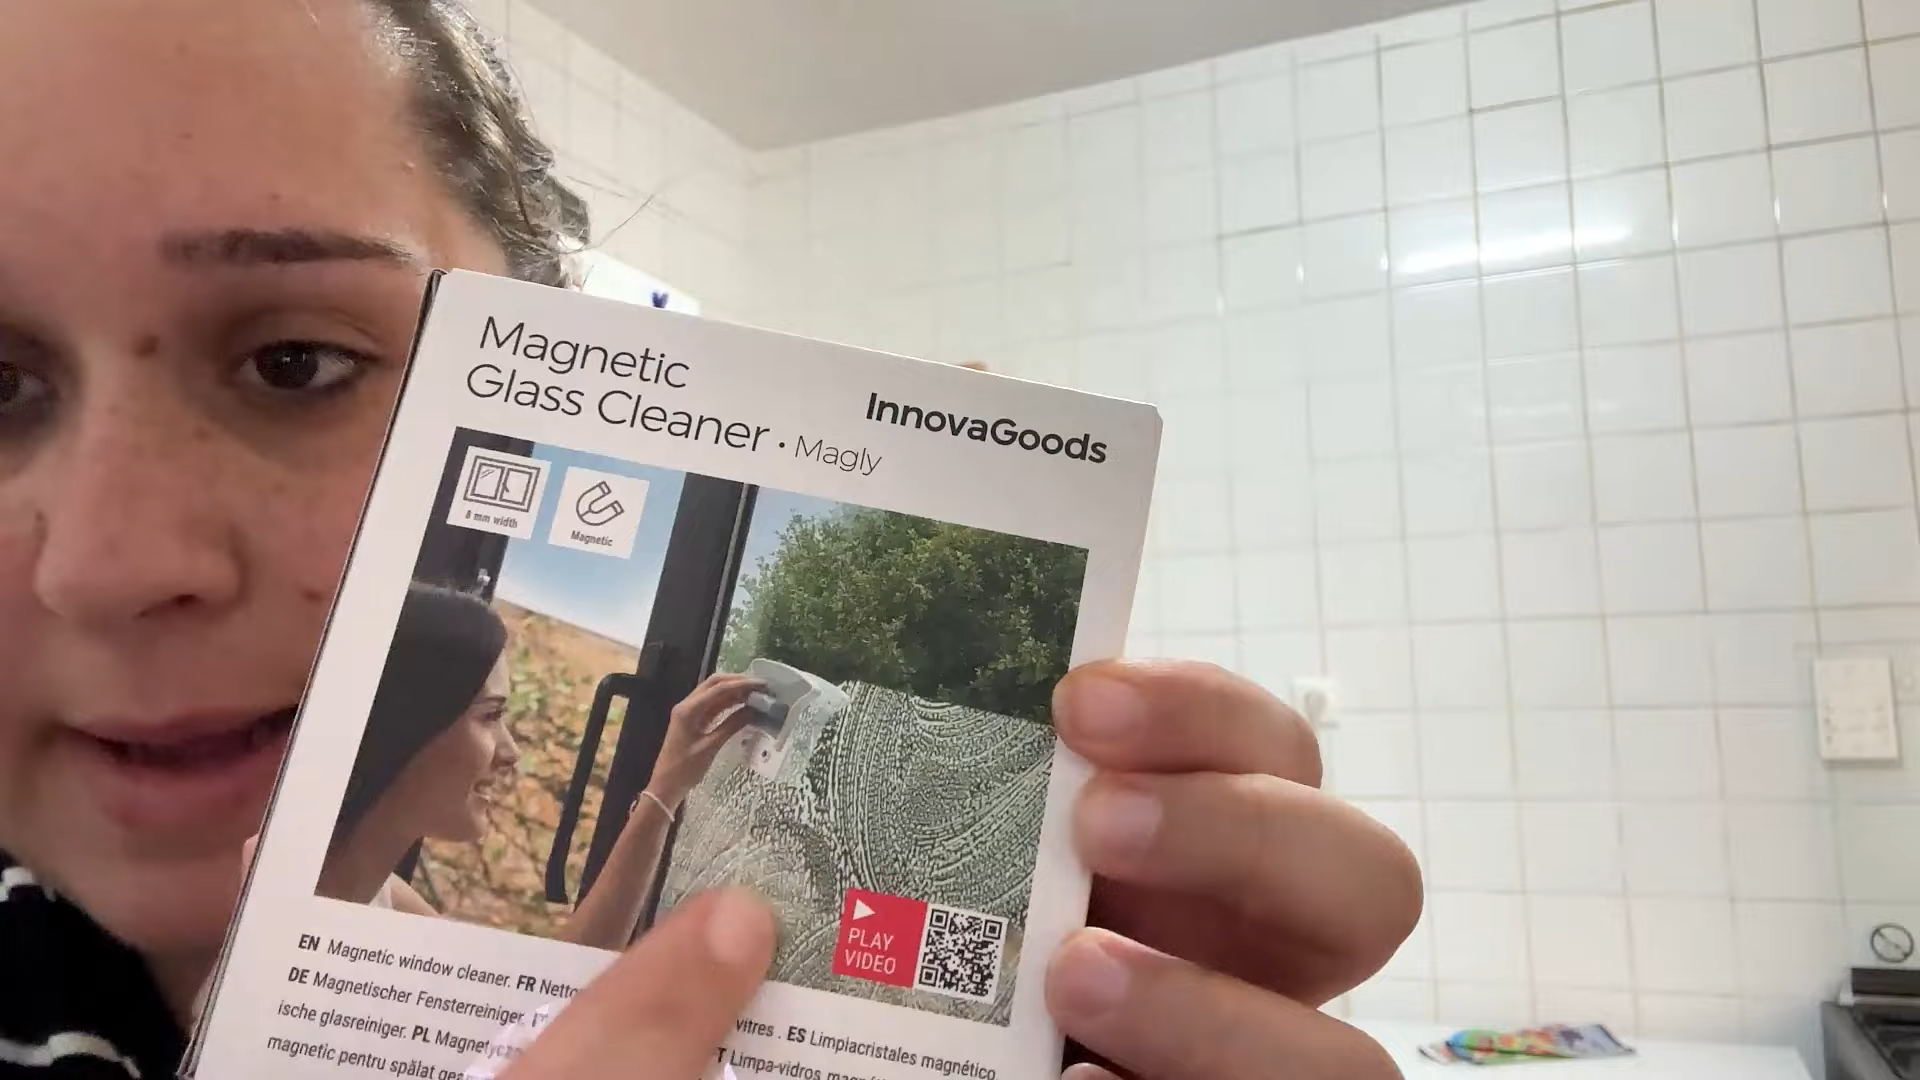 Magnetic
Glass Cleaner · Magly
InnovaGoods
8 mm width
Magnetic
PLAY
VIDEO
EN Magnetic window cleaner. FR
vitres . ES Limpiacristales magnético.
DE Magnetischer Fensterreiniger.
Limpa-vidros
ische glasreiniger. PL
magnetic pentru spălat